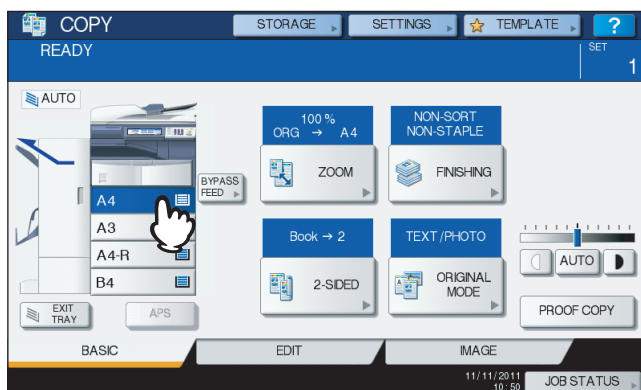 COPY
STORAGE
SETTINGS
TEMPLATE
?
READY
SET
1
AUTO
100 %
ORG → A4
NON-SORT
NON-STAPLE
ZOOM
FINISHING
BYPASS
FEED
A4
A3
A4-R
B4
Book → 2
TEXT/PHOTO
2-SIDED
ORIGINAL
MODE
AUTO
EXIT
TRAY
APS
PROOF COPY
BASIC
EDIT
IMAGE
11/11/2011
10:50
JOB STATUS